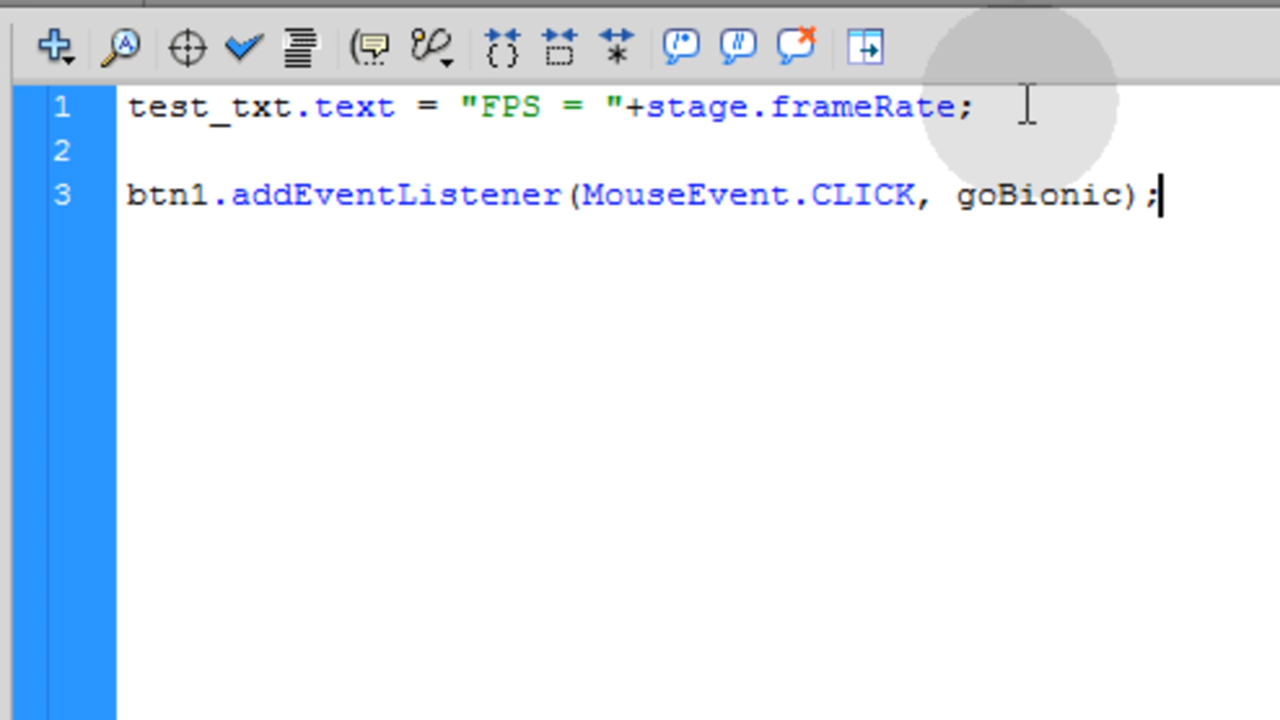 1 test_txt.text = "FPS = "+stage.frameRate;
2
3 btn1.addEventListener(MouseEvent.CLICK, goBionic);